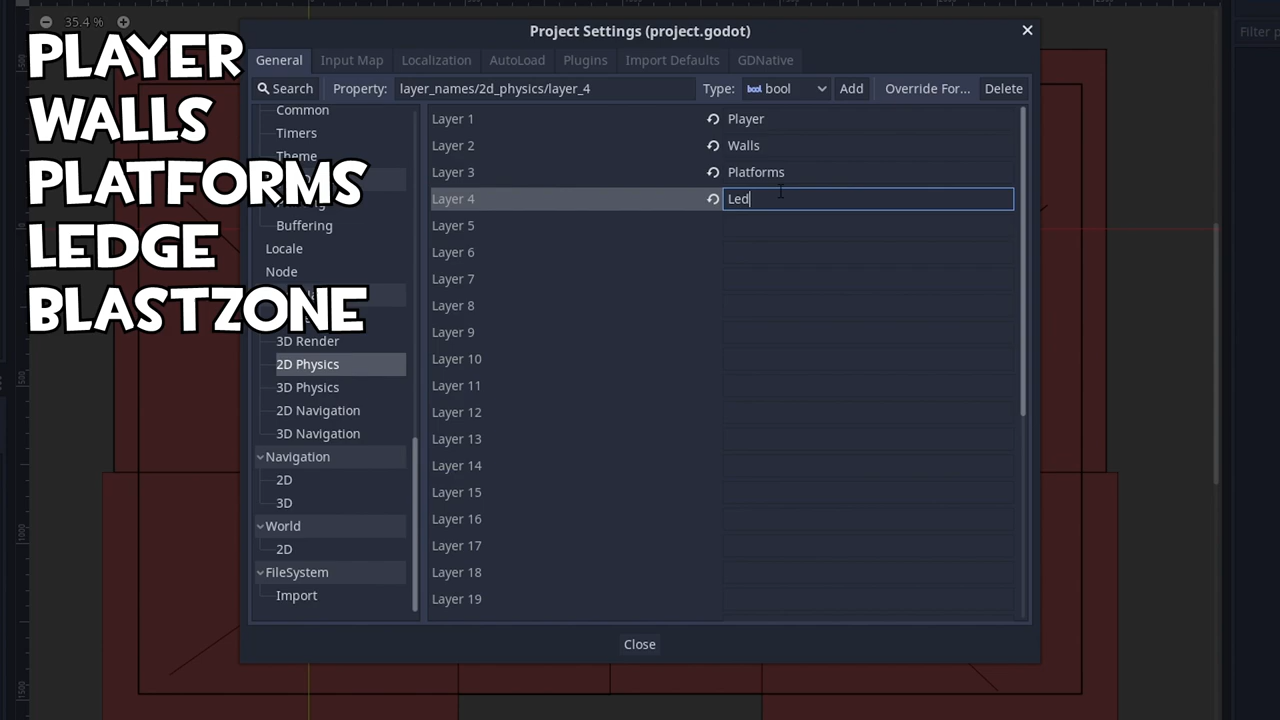 35.4 %
Project Settings (project.godot)
PLAYER
WALLS
PLATFORMS
LEDGE
BLASTZONE
General
Input Map
Localization
AutoLoad
Plugins
Import Defaults
GDNative
Search
Property:
layer_names/2d_physics/layer_4
Type:
bool
Add
Override For...
Delete
Common
Timers
Theme
Buffering
Locale
Node
3D Render
2D Physics
3D Physics
2D Navigation
3D Navigation
Navigation
2D
3D
World
2D
FileSystem
Import
Layer 1 Player
Layer 2 Walls
Layer 3 Platforms
Layer 4 Led
Layer 5
Layer 6
Layer 7
Layer 8
Layer 9
Layer 10
Layer 11
Layer 12
Layer 13
Layer 14
Layer 15
Layer 16
Layer 17
Layer 18
Layer 19
Close
Filter p